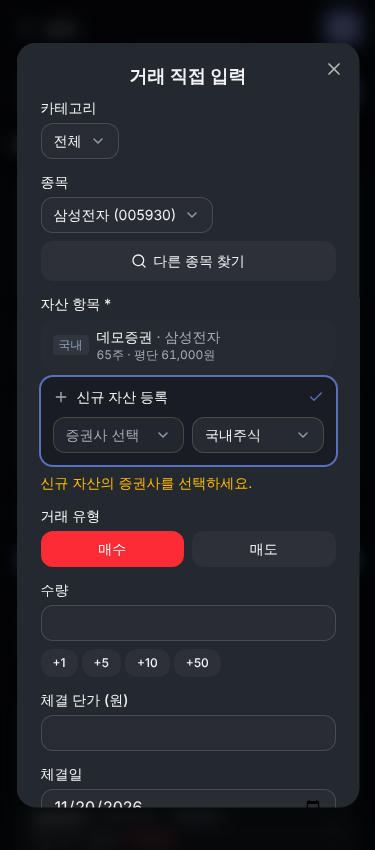 거래 직접 입력
카테고리
전체
종목
삼성전자 (005930)
다른 종목 찾기
자산 항목 *
국내
데모증권 · 삼성전자
65주 · 평단 61,000원
신규 자산 등록
증권사 선택
국내주식
신규 자산의 증권사를 선택하세요.
거래 유형
매수
매도
수량
+1
+5
+10
+50
체결 단가 (원)
체결일
11/20/2026